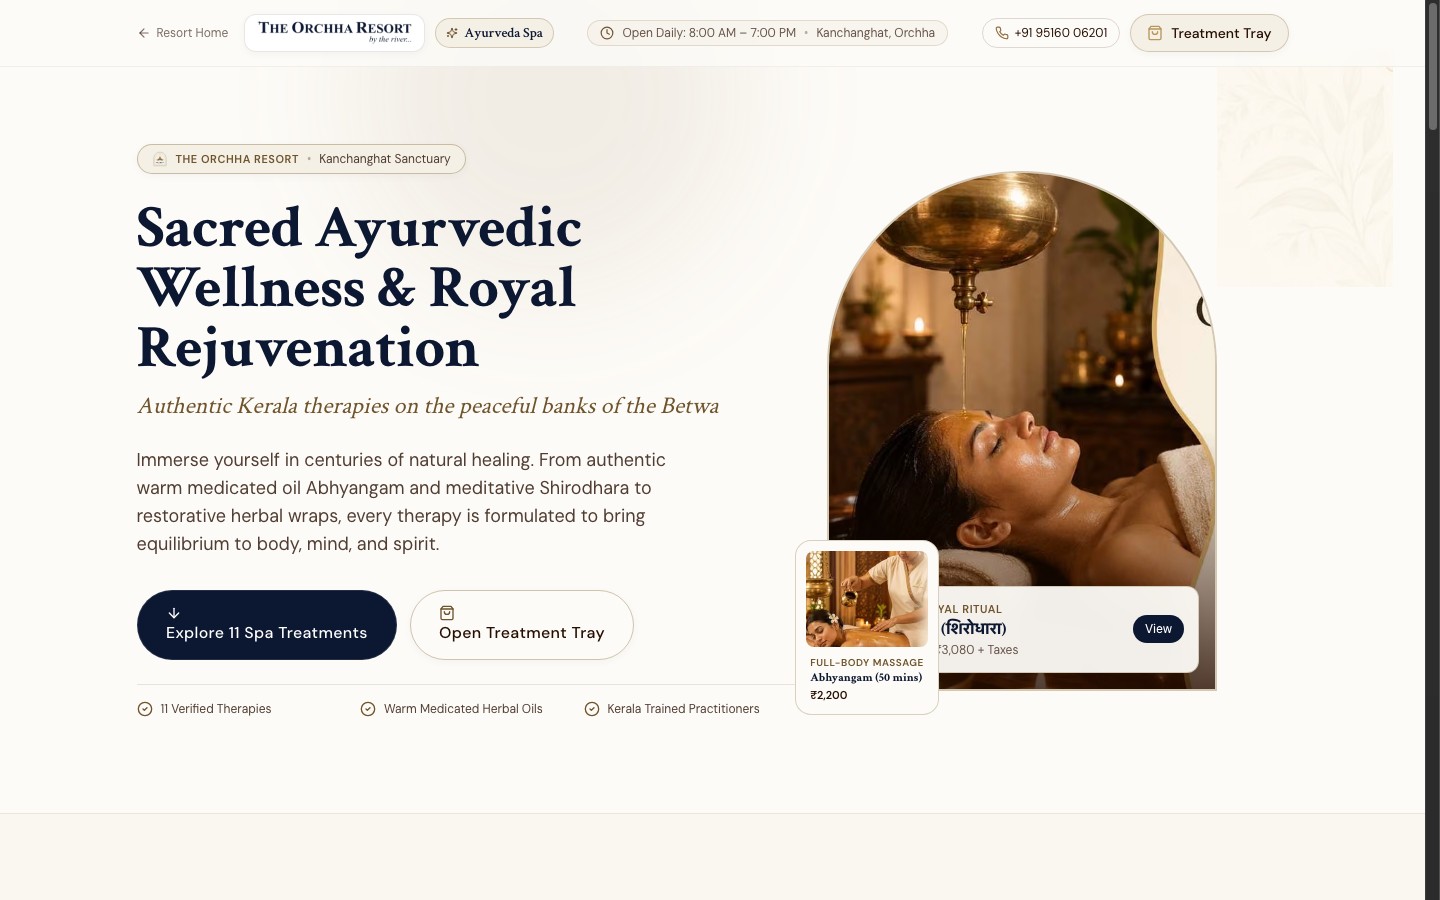 Resort Home
THE ORCHHA RESORT
by the river...
Ayurveda Spa
Open Daily: 8:00 AM – 7:00 PM • Kanchanghat, Orchha
+91 95160 06201
Treatment Tray
THE ORCHHA RESORT • Kanchanghat Sanctuary
Sacred Ayurvedic
Wellness & Royal
Rejuvenation
Authentic Kerala therapies on the peaceful banks of the Betwa
Immerse yourself in centuries of natural healing. From authentic
warm medicated oil Abhyangam and meditative Shirodhara to
restorative herbal wraps, every therapy is formulated to bring
equilibrium to body, mind, and spirit.
Explore 11 Spa Treatments
Open Treatment Tray
11 Verified Therapies
Warm Medicated Herbal Oils
Kerala Trained Practitioners
FULL-BODY MASSAGE
Abhyangam (50 mins)
₹2,200
RITUAL
(शिरोधारा)
₹3,080 + Taxes
View